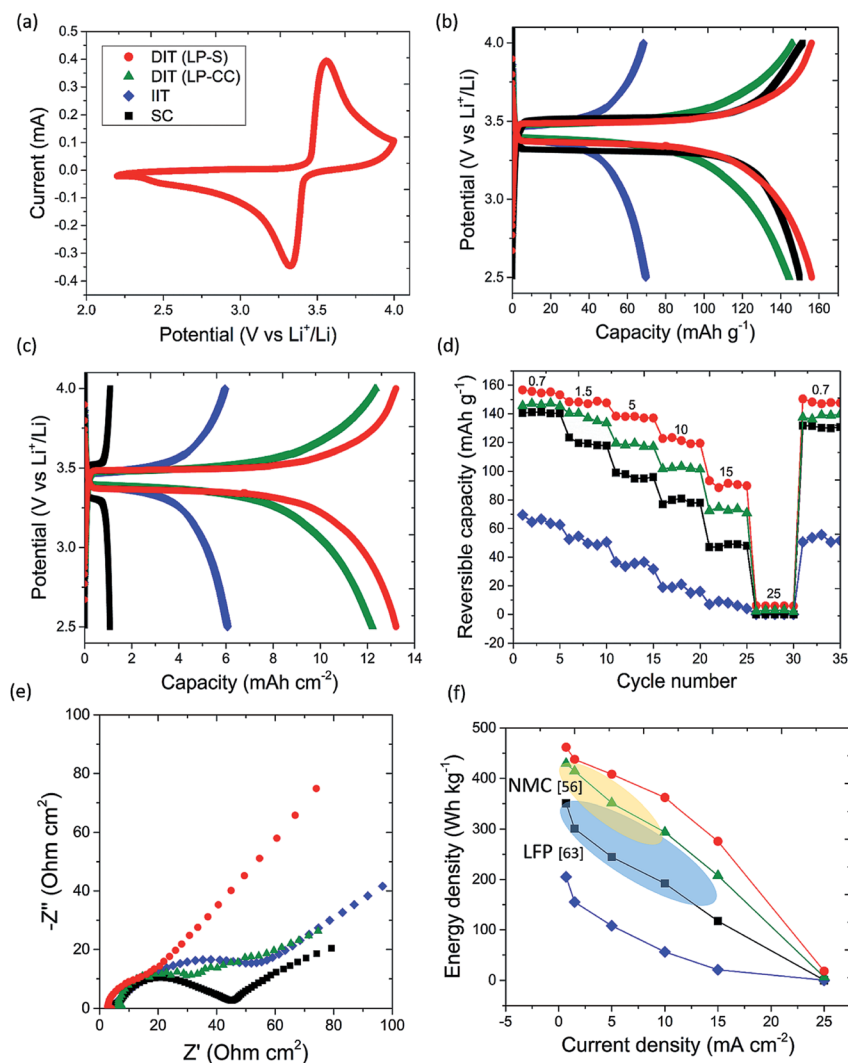 (a)
0.5
0.4
0.3
0.2
0.1
0.0
-0.1
-0.2
-0.3
-0.4
Current (mA)
DIT (LP-S)
DIT (LP-CC)
IIT
SC
2.0 2.5 3.0 3.5 4.0
Potential (V vs Li⁺/Li)
(b)
4.0
3.5
3.0
2.5
Potential (V vs Li⁺/Li)
0 20 40 60 80 100 120 140 160
Capacity (mAh g⁻¹)
(c)
4.0
3.5
3.0
2.5
Potential (V vs Li⁺/Li)
0 2 4 6 8 10 12 14
Capacity (mAh cm⁻²)
(d)
160
140
120
100
80
60
40
20
0
-20
Reversible capacity (mAh g⁻¹)
0.7 1.5 5 10 15 25 0.7
0 5 10 15 20 25 30 35
Cycle number
(e)
100
80
60
40
20
0
-Z'' (Ohm cm²)
0 20 40 60 80 100
Z' (Ohm cm²)
(f)
500
400
300
200
100
0
Energy density (Wh kg⁻¹)
NMC [56]
LFP [63]
-5 0 5 10 15 20 25
Current density (mA cm⁻²)